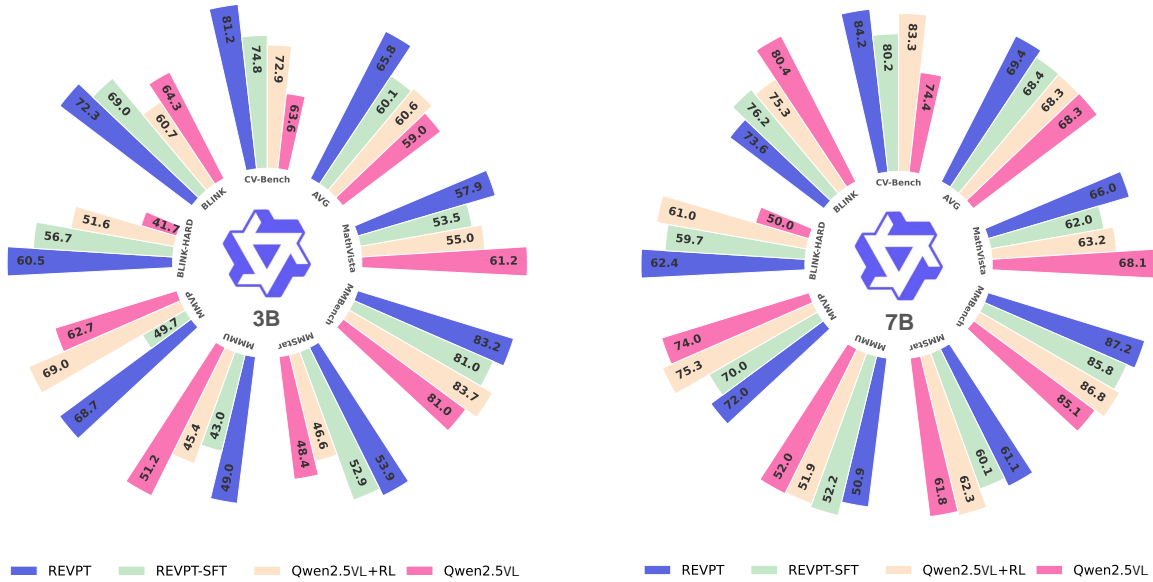 81.2
74.8
72.9
63.6
CV-Bench
65.8
60.1
60.6
59.0
AVG
57.9
53.5
55.0
61.2
MathVista
83.2
81.0
83.7
81.0
MMBench
53.9
52.9
46.6
48.4
MMStar
49.0
43.0
45.4
51.2
MMMU
68.7
49.7
69.0
62.7
MMVP
60.5
56.7
51.6
41.7
BLINK-HARD
72.3
69.0
60.7
64.3
BLINK
3B
REVPT
REVPT-SFT
Qwen2.5VL+RL
Qwen2.5VL
84.2
80.2
83.3
74.4
CV-Bench
69.4
68.4
68.3
68.3
AVG
66.0
62.0
63.2
68.1
MathVista
87.2
85.8
86.8
85.1
MMBench
61.1
60.1
62.3
61.8
MMStar
50.9
52.2
51.9
52.0
MMMU
72.0
70.0
75.3
74.0
MMVP
62.4
59.7
61.0
50.0
BLINK-HARD
73.6
76.2
75.3
80.4
BLINK
7B
REVPT
REVPT-SFT
Qwen2.5VL+RL
Qwen2.5VL